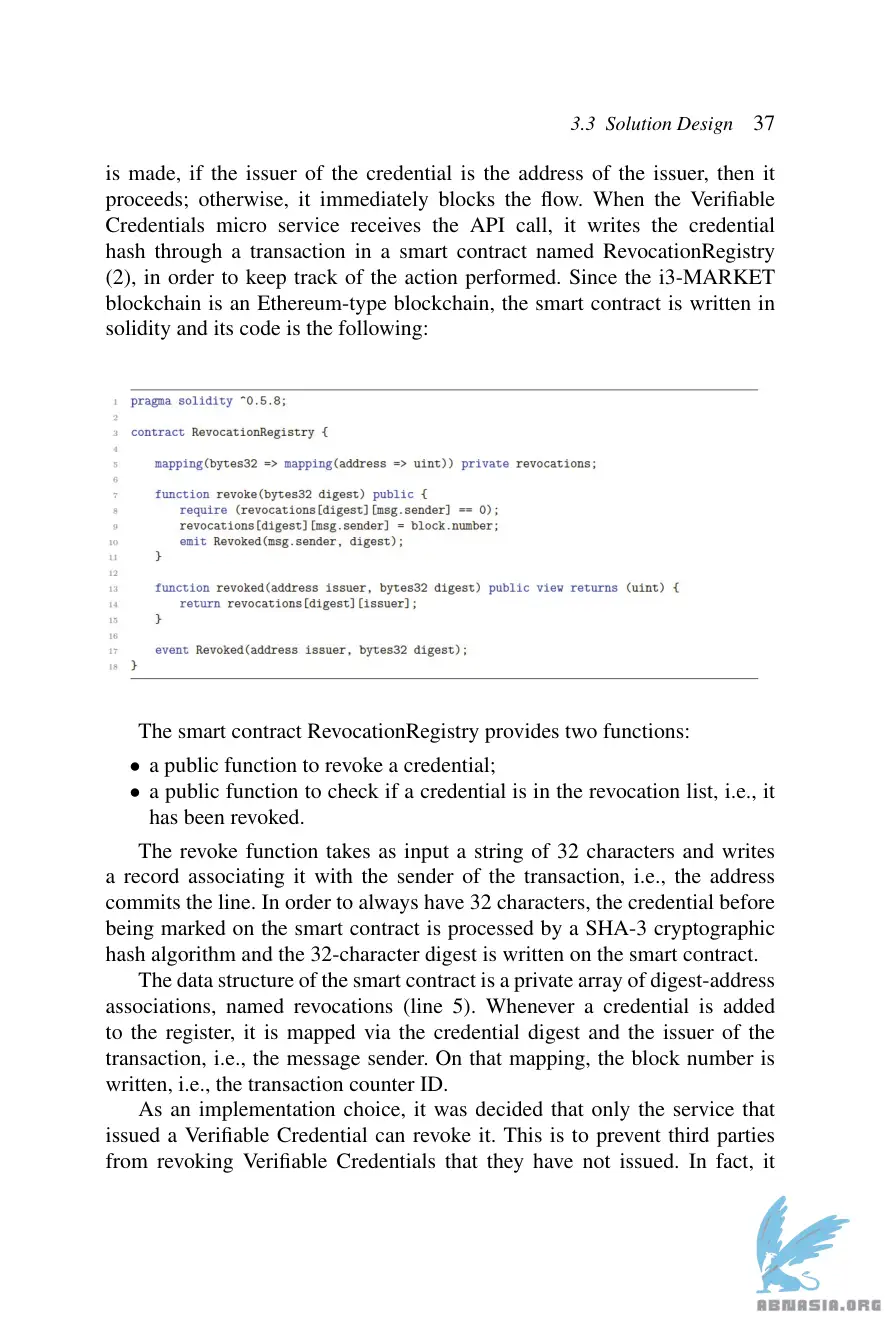 3.3 Solution Design 37
is made, if the issuer of the credential is the address of the issuer, then it
proceeds; otherwise, it immediately blocks the flow. When the Verifiable
Credentials micro service receives the API call, it writes the credential
hash through a transaction in a smart contract named RevocationRegistry
(2), in order to keep track of the action performed. Since the i3-MARKET
blockchain is an Ethereum-type blockchain, the smart contract is written in
solidity and its code is the following:
1 pragma solidity ^0.5.8;
2
3 contract RevocationRegistry {
4
5 mapping(bytes32 => mapping(address => uint)) private revocations;
6
7 function revoke(bytes32 digest) public {
8 require (revocations[digest][msg.sender] == 0);
9 revocations[digest][msg.sender] = block.number;
10 emit Revoked(msg.sender, digest);
11 }
12
13 function revoked(address issuer, bytes32 digest) public view returns (uint) {
14 return revocations[digest][issuer];
15 }
16
17 event Revoked(address issuer, bytes32 digest);
18 }
The smart contract RevocationRegistry provides two functions:
• a public function to revoke a credential;
• a public function to check if a credential is in the revocation list, i.e., it
has been revoked.
The revoke function takes as input a string of 32 characters and writes
a record associating it with the sender of the transaction, i.e., the address
commits the line. In order to always have 32 characters, the credential before
being marked on the smart contract is processed by a SHA-3 cryptographic
hash algorithm and the 32-character digest is written on the smart contract.
The data structure of the smart contract is a private array of digest-address
associations, named revocations (line 5). Whenever a credential is added
to the register, it is mapped via the credential digest and the issuer of the
transaction, i.e., the message sender. On that mapping, the block number is
written, i.e., the transaction counter ID.
As an implementation choice, it was decided that only the service that
issued a Verifiable Credential can revoke it. This is to prevent third parties
from revoking Verifiable Credentials that they have not issued. In fact, it
ABNASIA.ORG